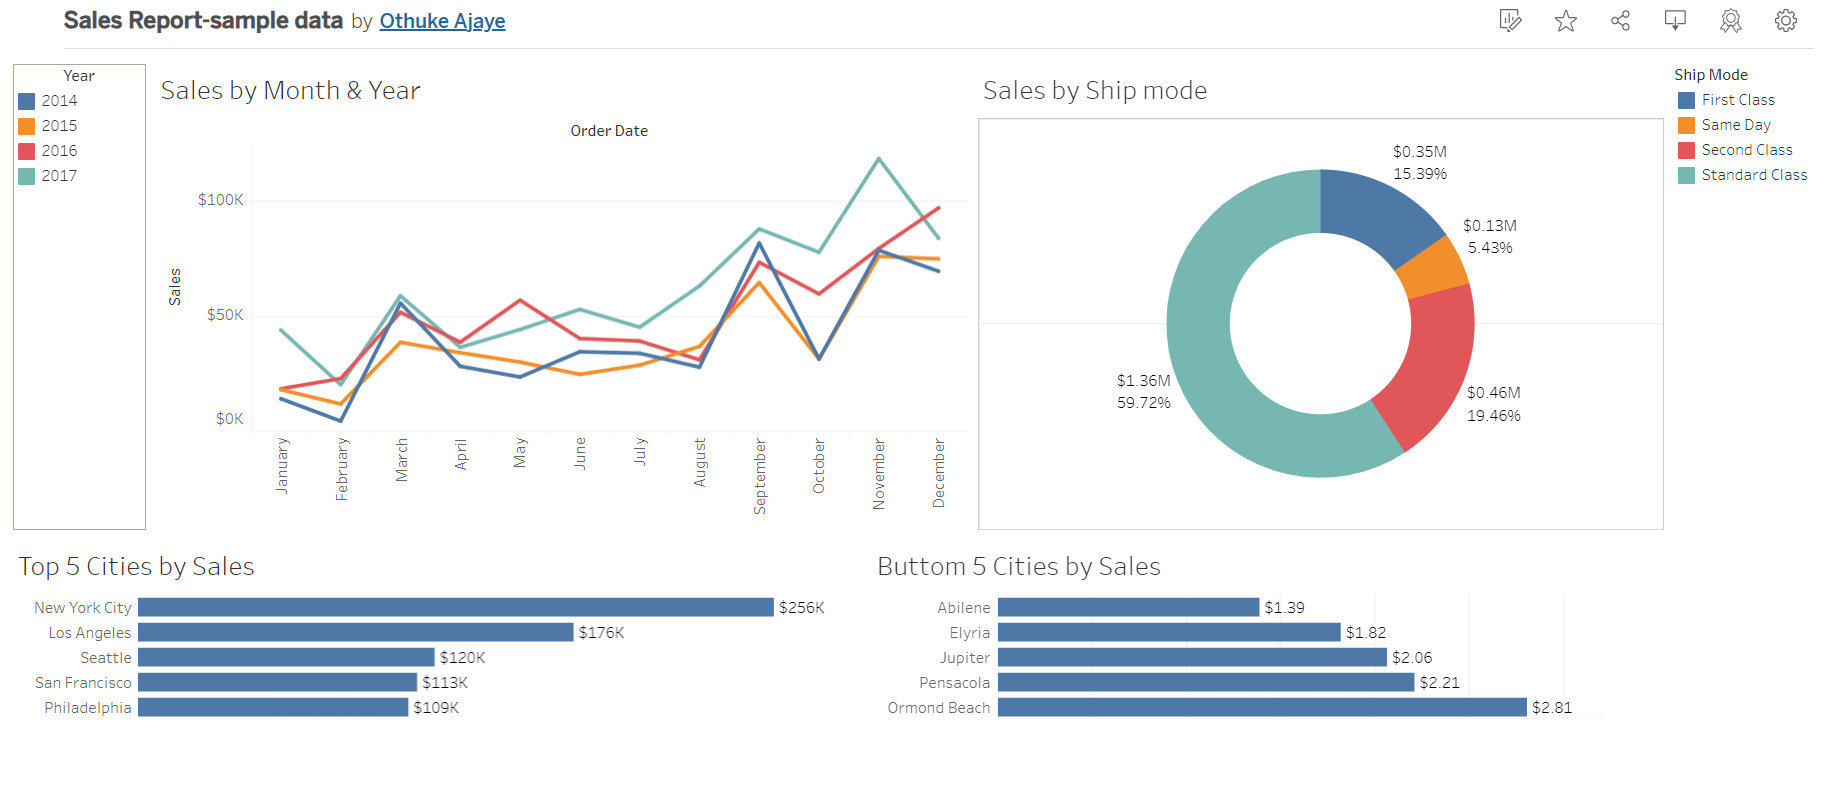 Sales Report-sample data by Othuke Ajaye
Year
2014
2015
2016
2017
Sales by Month & Year
Order Date
Sales
$100K
$50K
$0K
January
February
March
April
May
June
July
August
September
October
November
December
Sales by Ship mode
$0.35M
15.39%
$0.13M
5.43%
$0.46M
19.46%
$1.36M
59.72%
Ship Mode
First Class
Same Day
Second Class
Standard Class
Top 5 Cities by Sales
New York City $256K
Los Angeles $176K
Seattle $120K
San Francisco $113K
Philadelphia $109K
Buttom 5 Cities by Sales
Abilene $1.39
Elyria $1.82
Jupiter $2.06
Pensacola $2.21
Ormond Beach $2.81